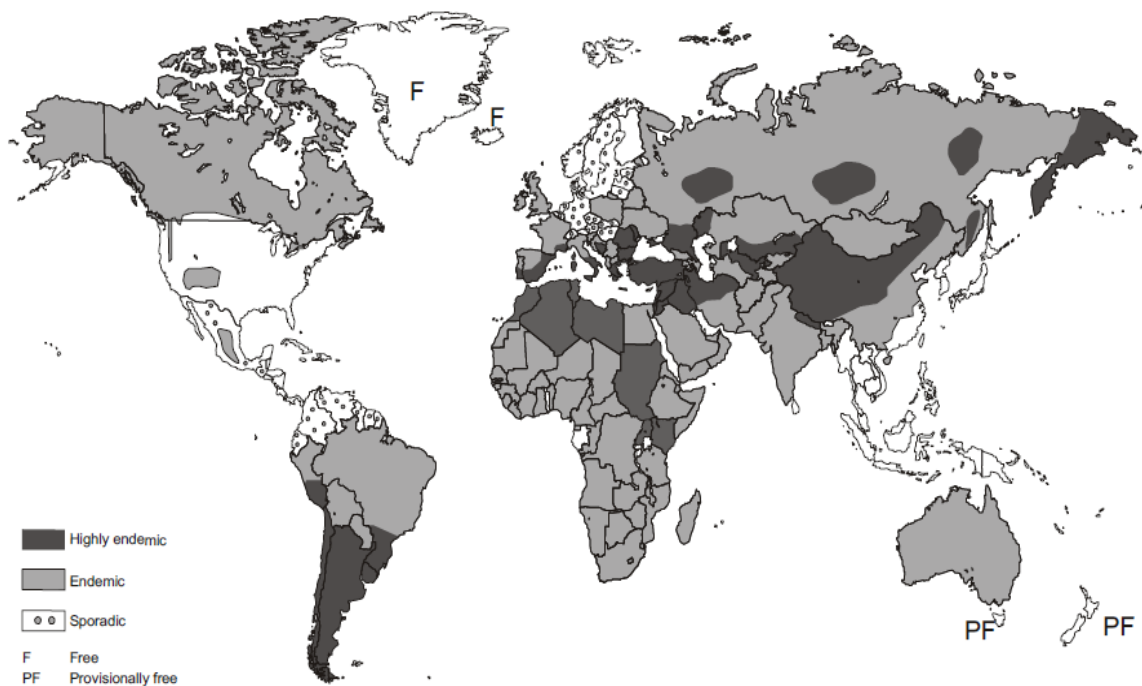 F
F
Highly endemic
Endemic
Sporadic
F Free
PF Provisionally free
PF
PF